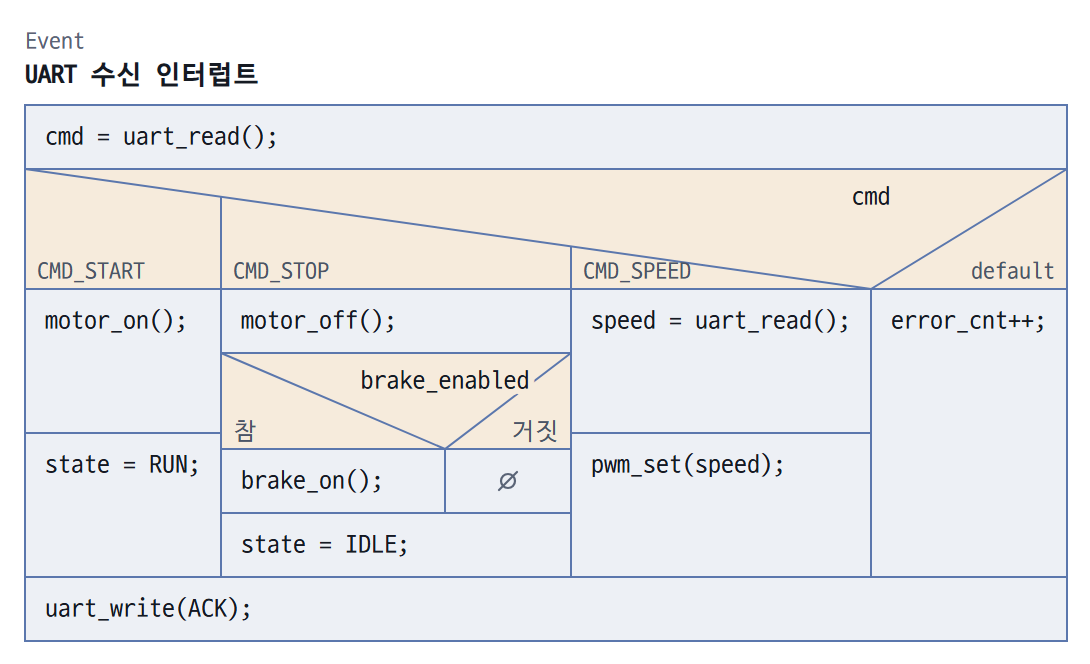 Event
UART 수신 인터럽트
cmd = uart_read();
cmd
CMD_START
CMD_STOP
CMD_SPEED
default
motor_on();
motor_off();
speed = uart_read();
error_cnt++;
brake_enabled
참
거짓
state = RUN;
brake_on();
∅
pwm_set(speed);
state = IDLE;
uart_write(ACK);